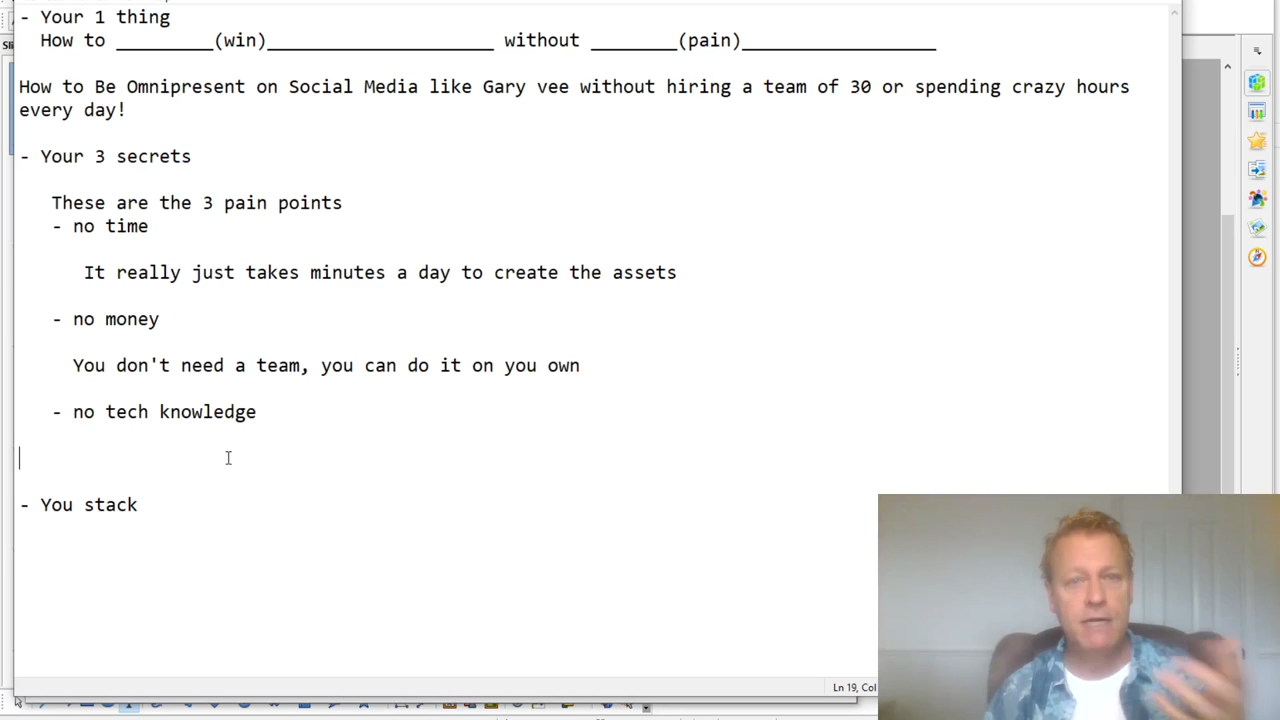 - Your 1 thing
How to _________(win)_____________________ without ________(pain)__________________
How to Be Omnipresent on Social Media like Gary vee without hiring a team of 30 or spending crazy hours
every day!
- Your 3 secrets
These are the 3 pain points
- no time
It really just takes minutes a day to create the assets
- no money
You don't need a team, you can do it on you own
- no tech knowledge
- You stack
Ln 19, Col